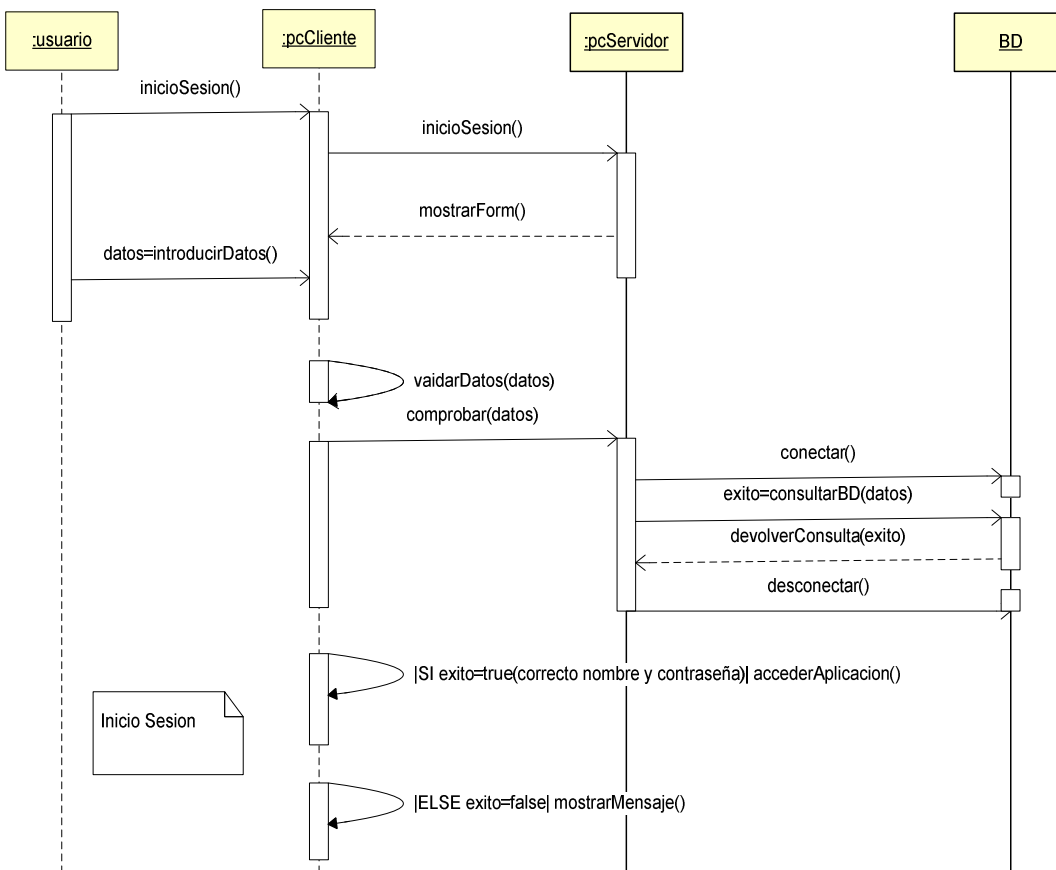 :usuario
:pcCliente
:pcServidor
BD
inicioSesion()
inicioSesion()
mostrarForm()
datos=introducirDatos()
vaidarDatos(datos)
comprobar(datos)
conectar()
exito=consultarBD(datos)
devolverConsulta(exito)
desconectar()
|SI exito=true(correcto nombre y contraseña)| accederAplicacion()
Inicio Sesion
|ELSE exito=false| mostrarMensaje()